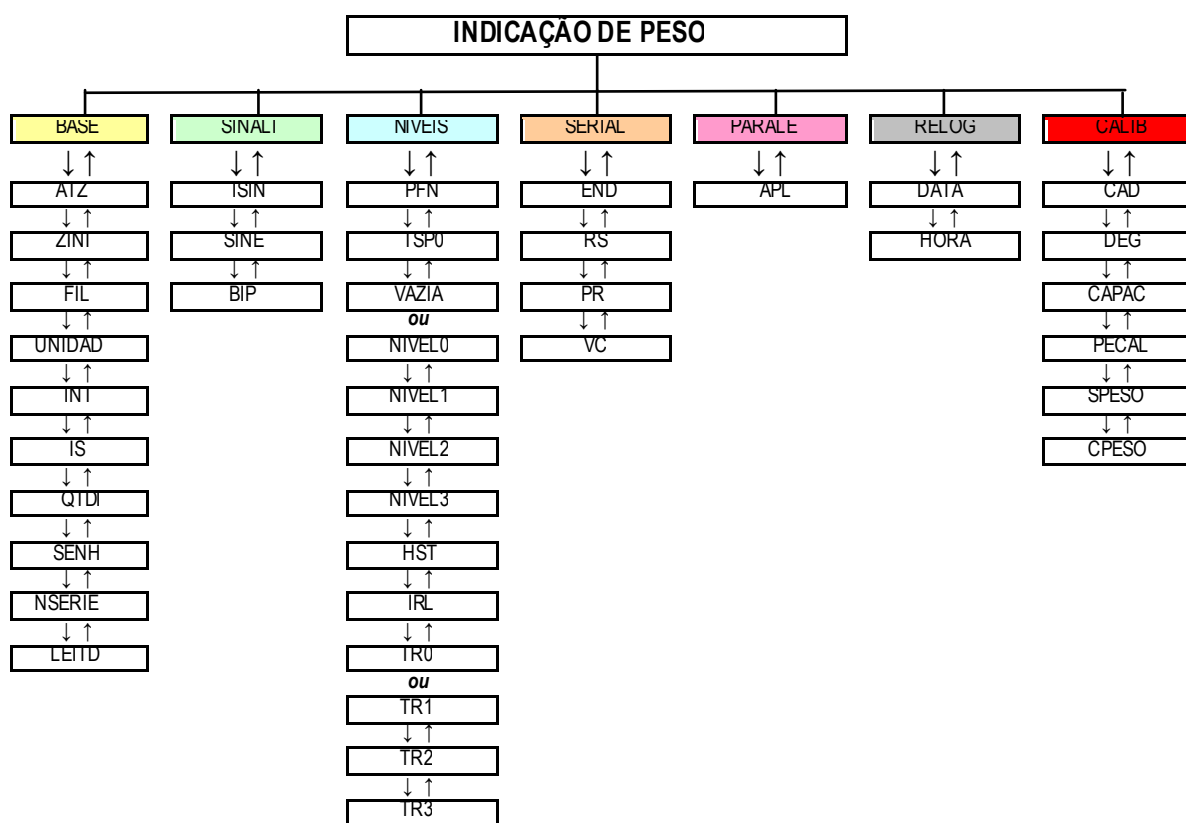 INDICAÇÃO DE PESO
BASE
SINALI
NIVEIS
SERIAL
PARALE
RELOG
CALIB
↓ ↑
↓ ↑
↓ ↑
↓ ↑
↓ ↑
↓ ↑
↓ ↑
ATZ
ISIN
PFN
END
APL
DATA
CAD
↓ ↑
↓ ↑
↓ ↑
↓ ↑
↓ ↑
↓ ↑
ZINI
SINE
TSP0
RS
HORA
DEG
↓ ↑
↓ ↑
↓ ↑
↓ ↑
↓ ↑
FIL
BIP
VAZIA
PR
CAPAC
↓ ↑
ou
↓ ↑
↓ ↑
UNIDAD
NIVEL0
VC
PECAL
↓ ↑
↓ ↑
↓ ↑
INT
NIVEL1
SPESO
↓ ↑
↓ ↑
↓ ↑
IS
NIVEL2
CPESO
↓ ↑
↓ ↑
QTDI
NIVEL3
↓ ↑
↓ ↑
SENH
HST
↓ ↑
↓ ↑
NSERIE
IRL
↓ ↑
↓ ↑
LEITD
TR0
ou
TR1
↓ ↑
TR2
↓ ↑
TR3